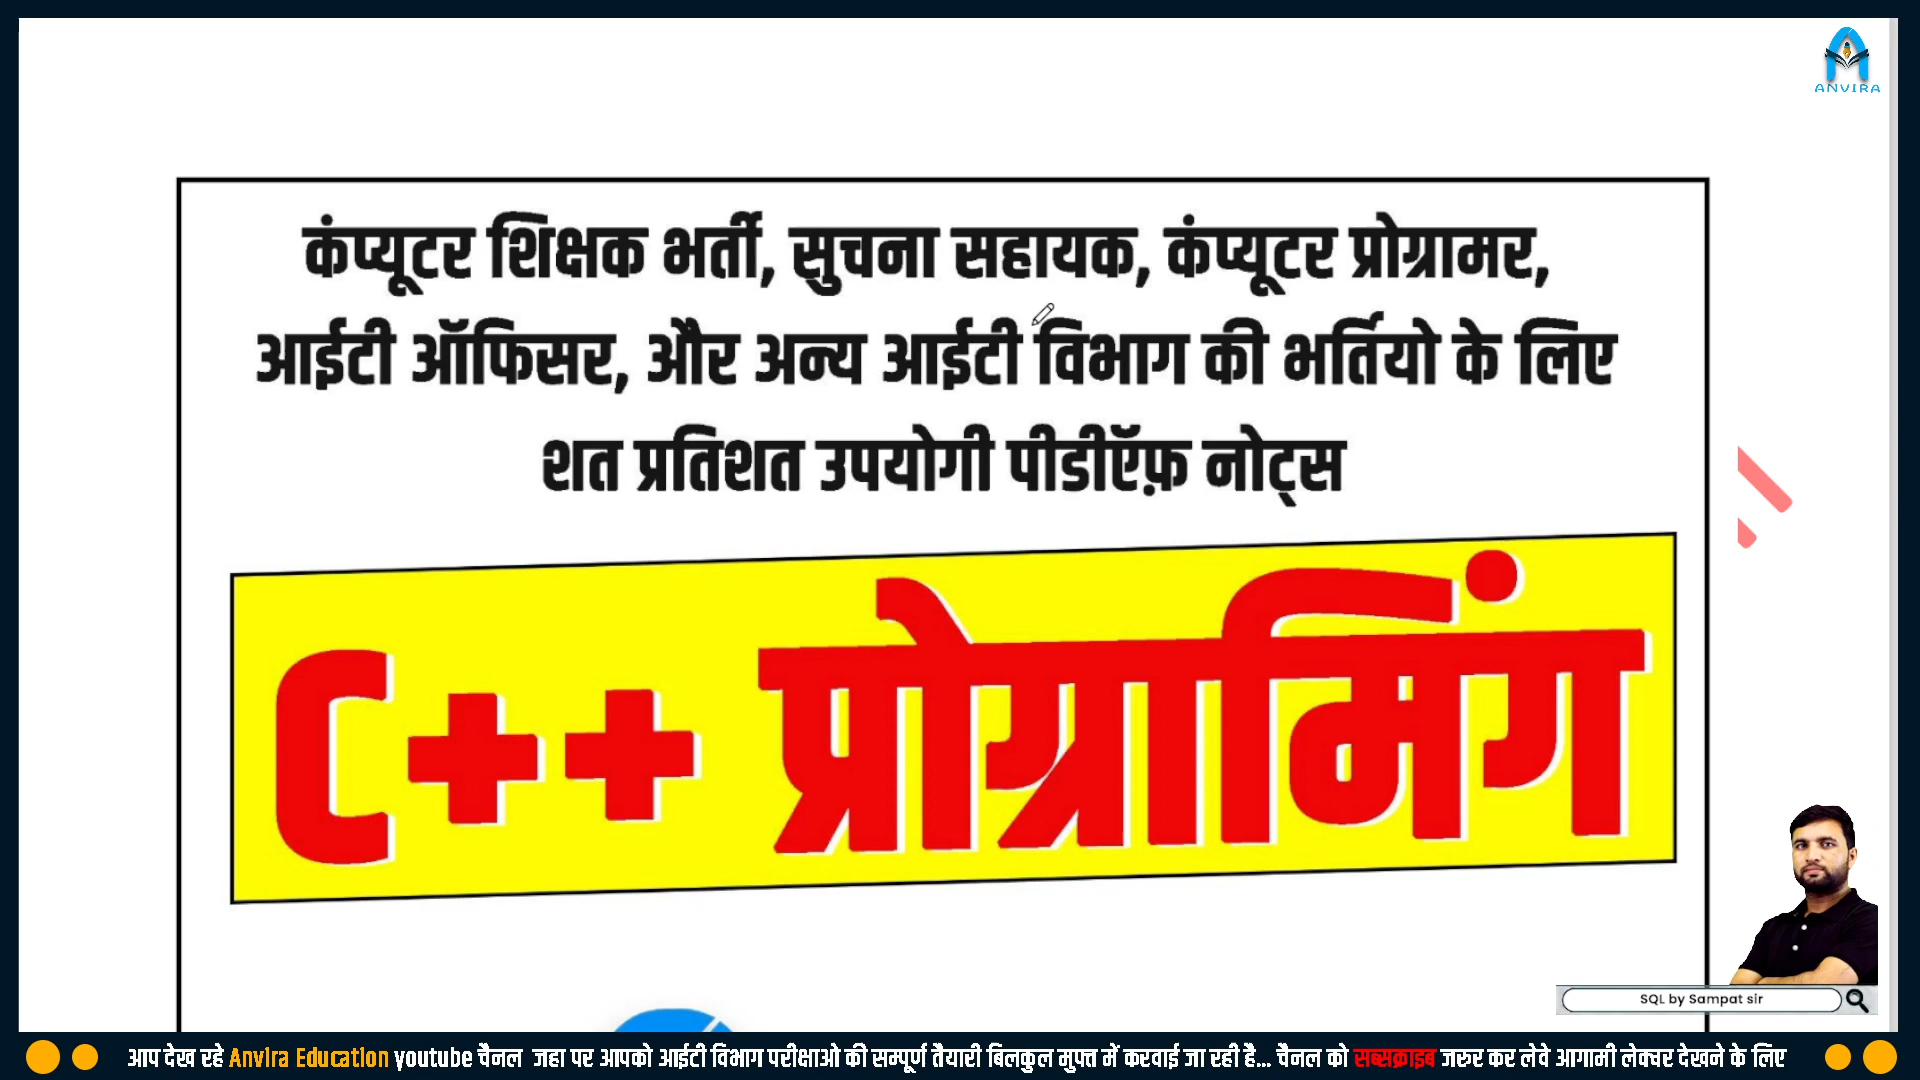 ANVIRA
कंप्यूटर शिक्षक भर्ती, सुचना सहायक, कंप्यूटर प्रोग्रामर,
आईटी ऑफिसर, और अन्य आईटी विभाग की भर्तियो के लिए
शत प्रतिशत उपयोगी पीडीऍफ़ नोट्स
C++ प्रोग्रामिंग
SQL by Sampat sir
आप देख रहे Anvira Education youtube चैनल जहा पर आपको आईटी विभाग परीक्षाओ की सम्पूर्ण तैयारी बिलकुल मुफ्त में करवाई जा रही है... चैनल को सब्सक्राइब जरुर कर लेवे आगामी लेक्चर देखने के लिए